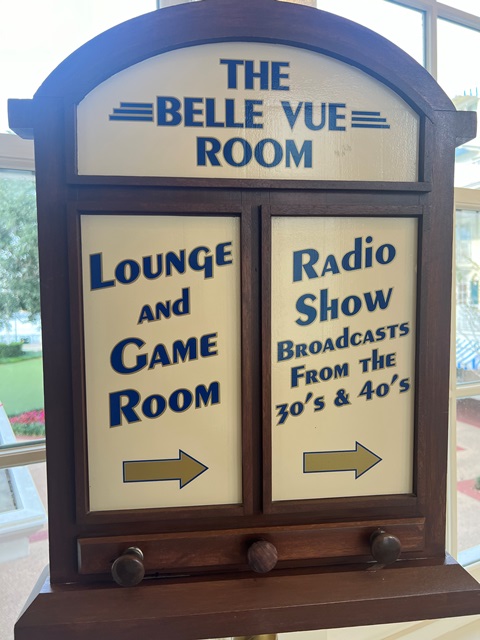 THE
BELLE VUE
ROOM
LOUNGE
AND
GAME
ROOM
RADIO
SHOW
BROADCASTS
FROM THE
30's & 40's